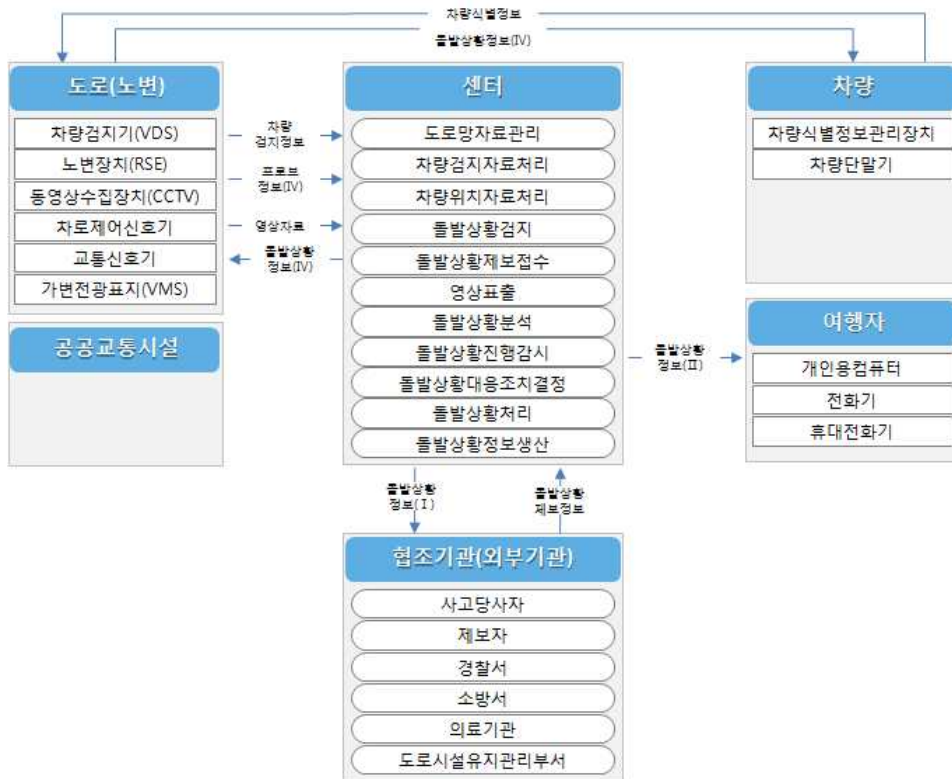 차량식별정보
돌발상황정보(IV)
도로(노변)
차량검지기(VDS)
노변장치(RSE)
동영상수집장치(CCTV)
차로제어신호기
교통신호기
가변전광표지(VMS)
공공교통시설
차량
검지정보
프로브
정보(IV)
영상자료
돌발상황
정보(IV)
센터
도로망자료관리
차량검지자료처리
차량위치자료처리
돌발상황검지
돌발상황제보접수
영상표출
돌발상황분석
돌발상황진행감시
돌발상황대응조치결정
돌발상황처리
돌발상황정보생산
돌발상황
정보(II)
차량
차량식별정보관리장치
차량단말기
여행자
개인용컴퓨터
전화기
휴대전화기
돌발상황
정보(I)
돌발상황
제보정보
협조기관(외부기관)
사고당사자
제보자
경찰서
소방서
의료기관
도로시설유지관리부서